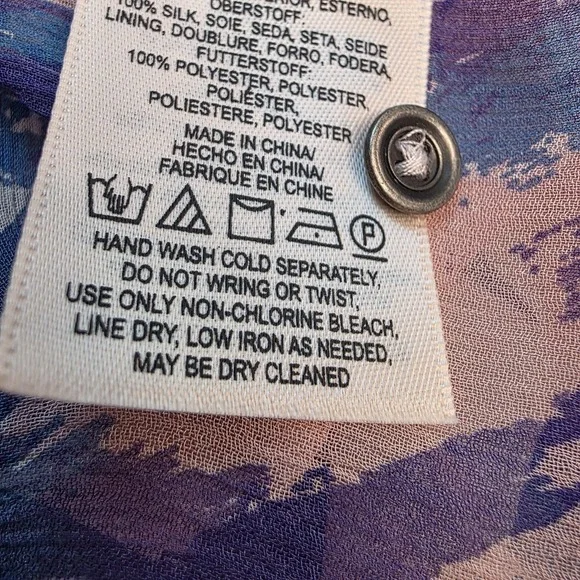 ESTERNO,
OBERSTOFF:
100% SILK, SOIE, SEDA, SETA, SEIDE
LINING, DOUBLURE, FORRO, FODERA,
FUTTERSTOFF:
100% POLYESTER, POLYESTER,
POLIÉSTER,
POLIESTERE, POLYESTER
MADE IN CHINA/
HECHO EN CHINA/
FABRIQUE EN CHINE
P
HAND WASH COLD SEPARATELY,
DO NOT WRING OR TWIST,
USE ONLY NON-CHLORINE BLEACH,
LINE DRY, LOW IRON AS NEEDED,
MAY BE DRY CLEANED